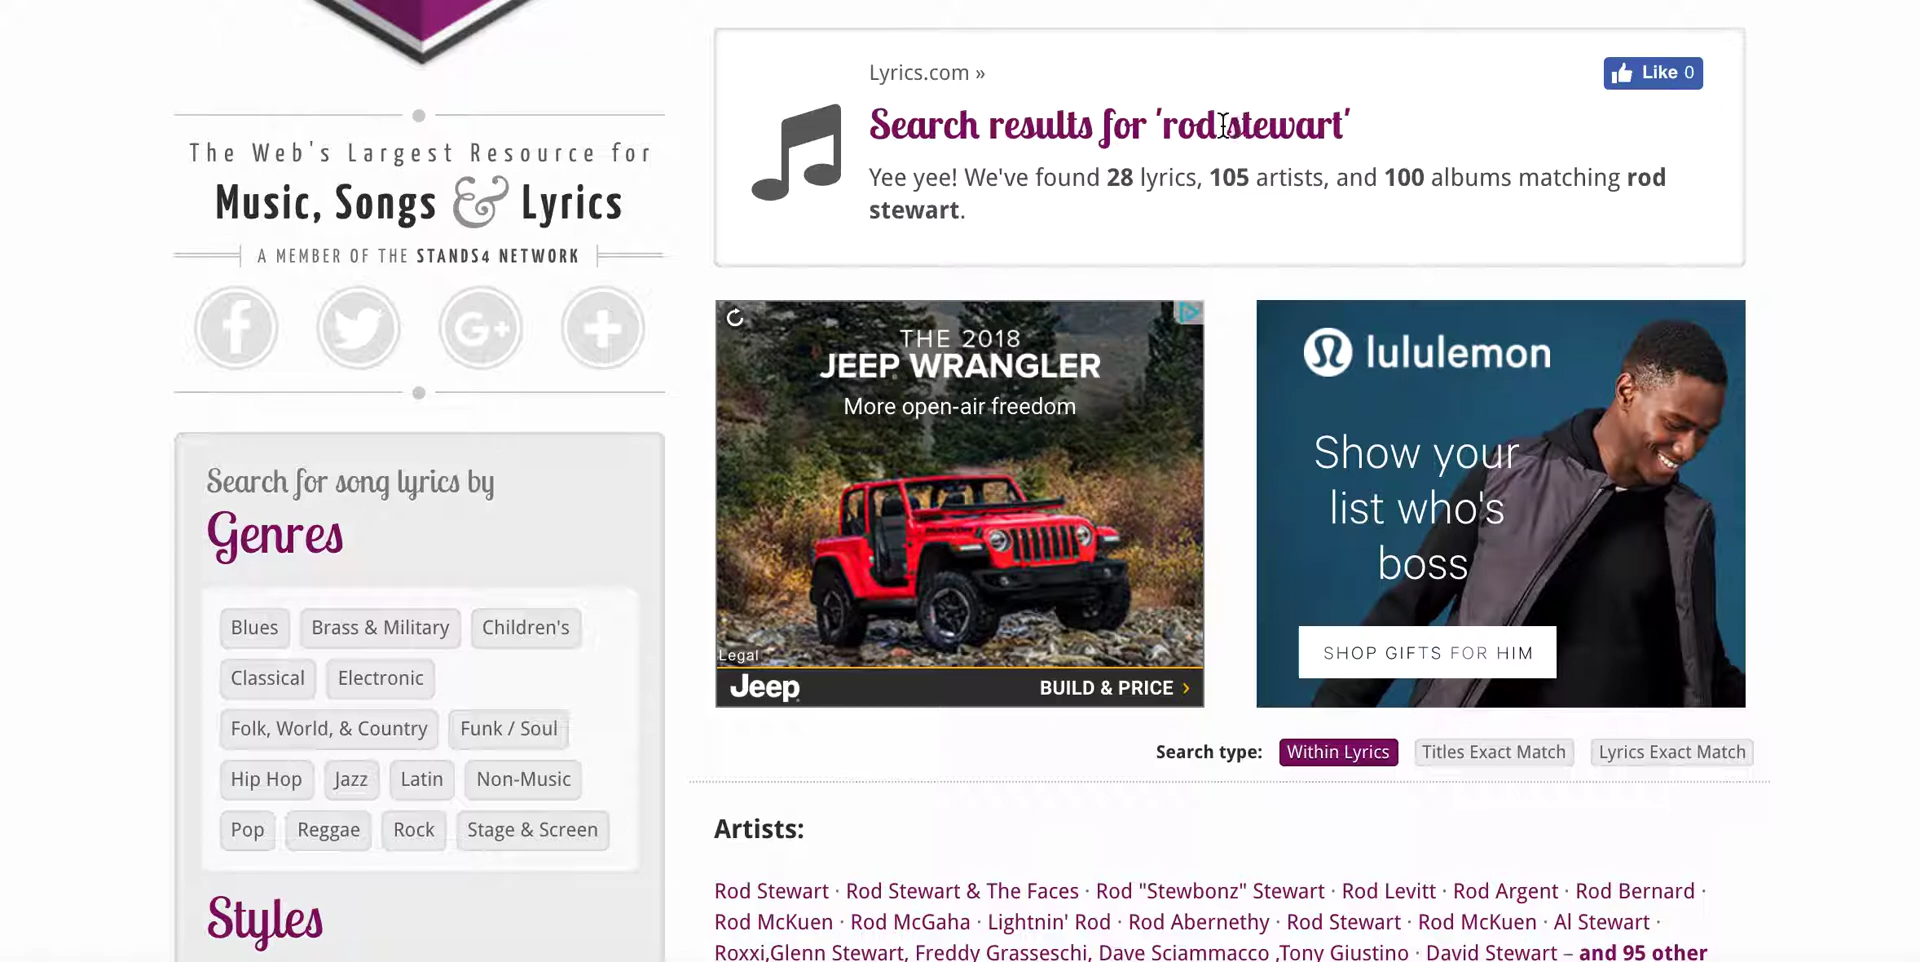 The Web's Largest Resource for
Music, Songs & Lyrics
A MEMBER OF THE STANDS4 NETWORK
f
G+
Search for song lyrics by
Genres
Blues
Brass & Military
Children's
Classical
Electronic
Folk, World, & Country
Funk / Soul
Hip Hop
Jazz
Latin
Non-Music
Pop
Reggae
Rock
Stage & Screen
Styles
Lyrics.com »
Like 0
Search results for 'rod stewart'
Yee yee! We've found 28 lyrics, 105 artists, and 100 albums matching rod
stewart.
THE 2018
JEEP WRANGLER
More open-air freedom
Legal
Jeep
BUILD & PRICE >
lululemon
Show your
list who's
boss
SHOP GIFTS FOR HIM
Search type: Within Lyrics Titles Exact Match Lyrics Exact Match
Artists:
Rod Stewart · Rod Stewart & The Faces · Rod "Stewbonz" Stewart · Rod Levitt · Rod Argent · Rod Bernard ·
Rod McKuen · Rod McGaha · Lightnin' Rod · Rod Abernethy · Rod Stewart · Rod McKuen · Al Stewart ·
Roxxi,Glenn Stewart, Freddy Grasseschi, Dave Sciammacco ,Tony Giustino · David Stewart – and 95 other